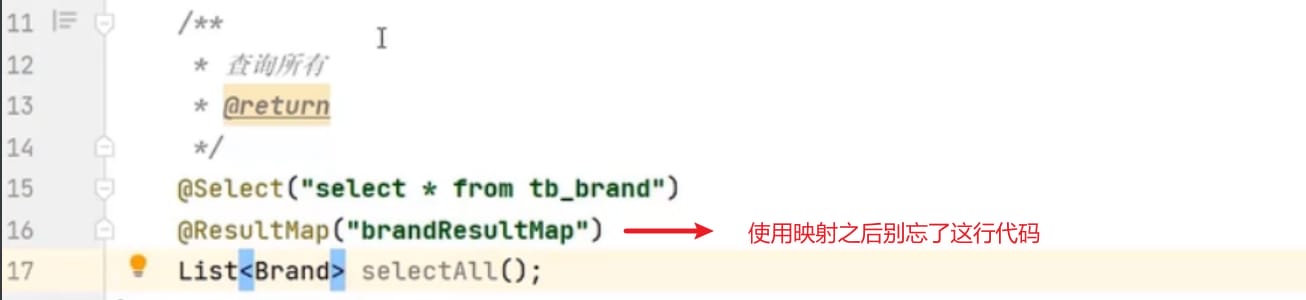 11 /**
12 * 查询所有
13 * @return
14 */
15 @Select("select * from tb_brand")
16 @ResultMap("brandResultMap") 使用映射之后别忘了这行代码
17 List<Brand> selectAll();